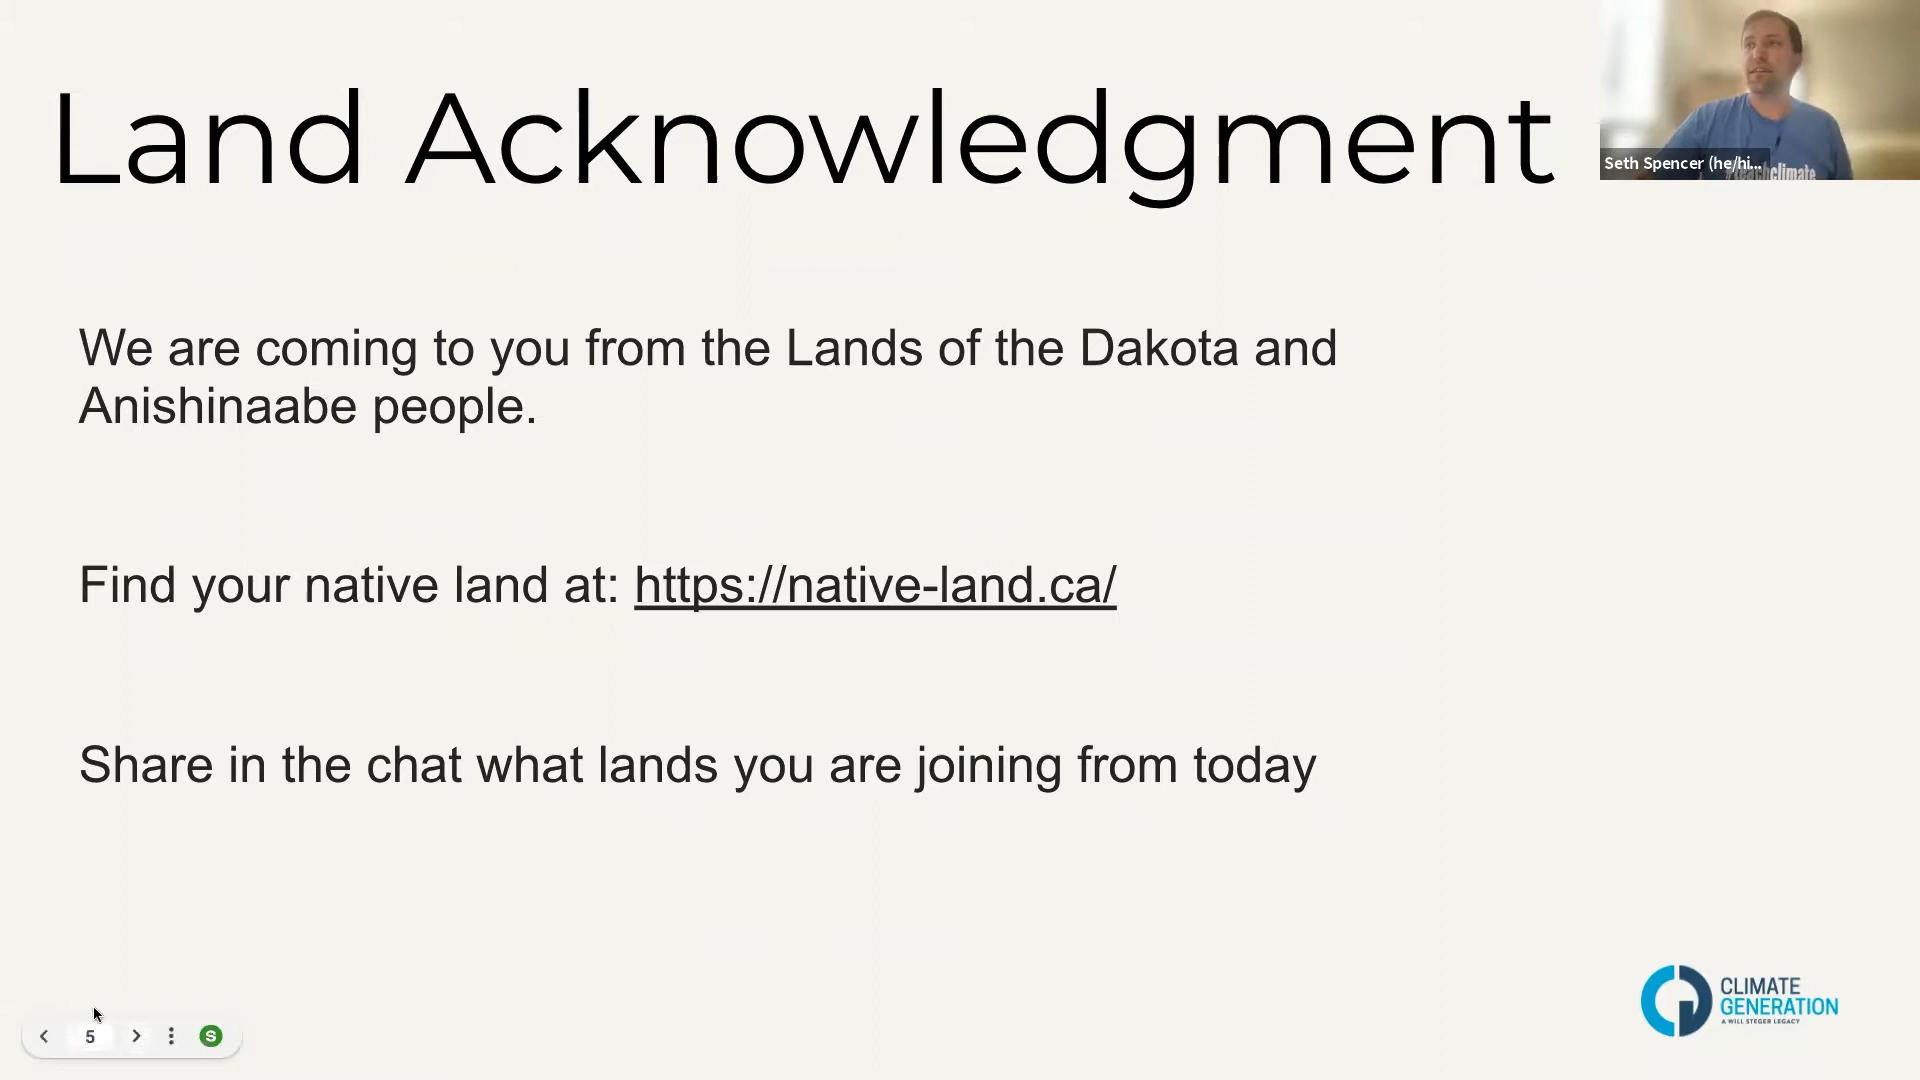 Land Acknowledgment
Seth Spencer (he/hi...
#teachclimate
We are coming to you from the Lands of the Dakota and
Anishinaabe people.
Find your native land at: https://native-land.ca/
Share in the chat what lands you are joining from today
CLIMATE
GENERATION
A WILL STEGER LEGACY
5
S